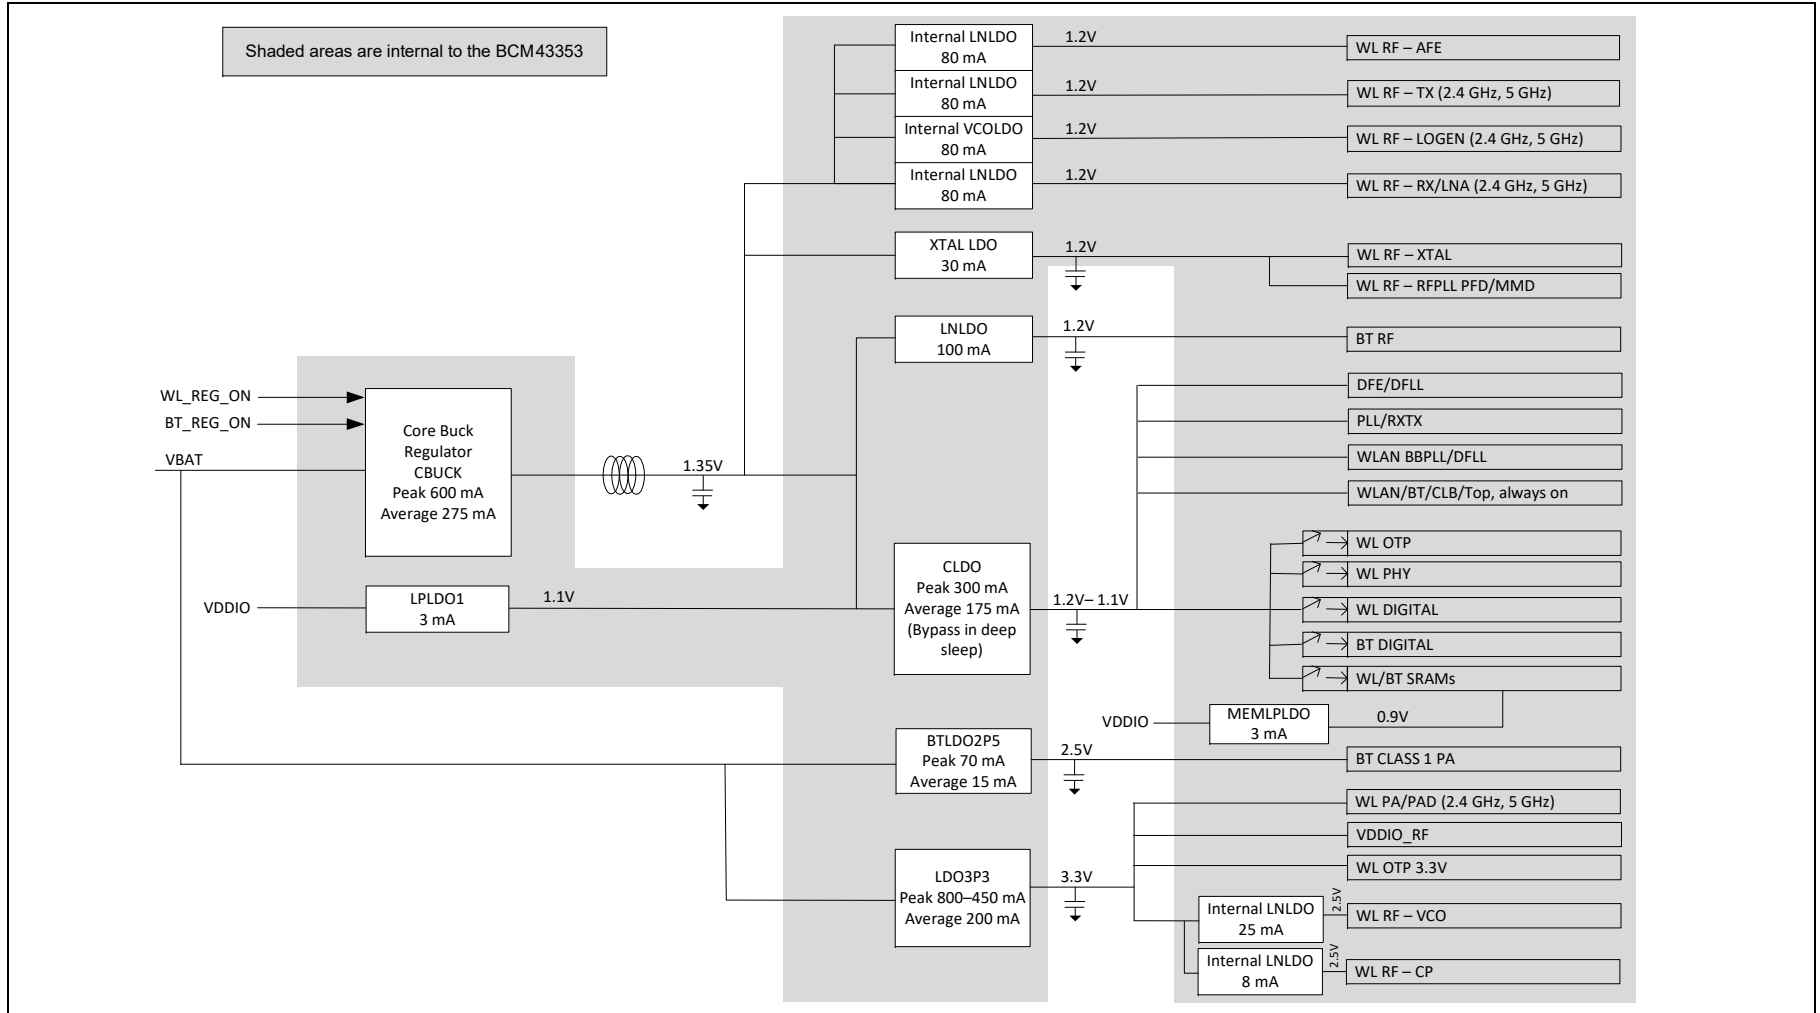 Shaded areas are internal to the BCM43353
Internal LNLDO
80 mA
1.2V
WL RF – AFE
Internal LNLDO
80 mA
1.2V
WL RF – TX (2.4 GHz, 5 GHz)
Internal VCOLDO
80 mA
1.2V
WL RF – LOGEN (2.4 GHz, 5 GHz)
Internal LNLDO
80 mA
1.2V
WL RF – RX/LNA (2.4 GHz, 5 GHz)
XTAL LDO
30 mA
1.2V
WL RF – XTAL
WL RF – RFPLL PFD/MMD
LNLDO
100 mA
1.2V
BT RF
WL_REG_ON
BT_REG_ON
VBAT
Core Buck
Regulator
CBUCK
Peak 600 mA
Average 275 mA
1.35V
DFE/DFLL
PLL/RXTX
WLAN BBPLL/DFLL
WLAN/BT/CLB/Top, always on
VDDIO
LPLDO1
3 mA
1.1V
CLDO
Peak 300 mA
Average 175 mA
(Bypass in deep
sleep)
1.2V– 1.1V
WL OTP
WL PHY
WL DIGITAL
BT DIGITAL
WL/BT SRAMs
VDDIO
MEMLPLDO
3 mA
0.9V
BTLDO2P5
Peak 70 mA
Average 15 mA
2.5V
BT CLASS 1 PA
LDO3P3
Peak 800–450 mA
Average 200 mA
3.3V
WL PA/PAD (2.4 GHz, 5 GHz)
VDDIO_RF
WL OTP 3.3V
Internal LNLDO
25 mA
2.5V
WL RF – VCO
Internal LNLDO
8 mA
2.5V
WL RF – CP